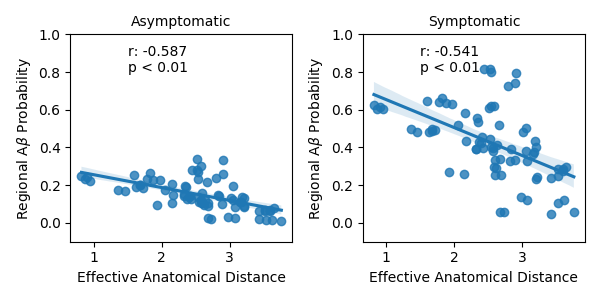 Asymptomatic
r: -0.587
p < 0.01
Regional Aβ Probability
1.0
0.8
0.6
0.4
0.2
0.0
1 2 3
Effective Anatomical Distance
Symptomatic
r: -0.541
p < 0.01
Regional Aβ Probability
1.0
0.8
0.6
0.4
0.2
0.0
1 2 3
Effective Anatomical Distance